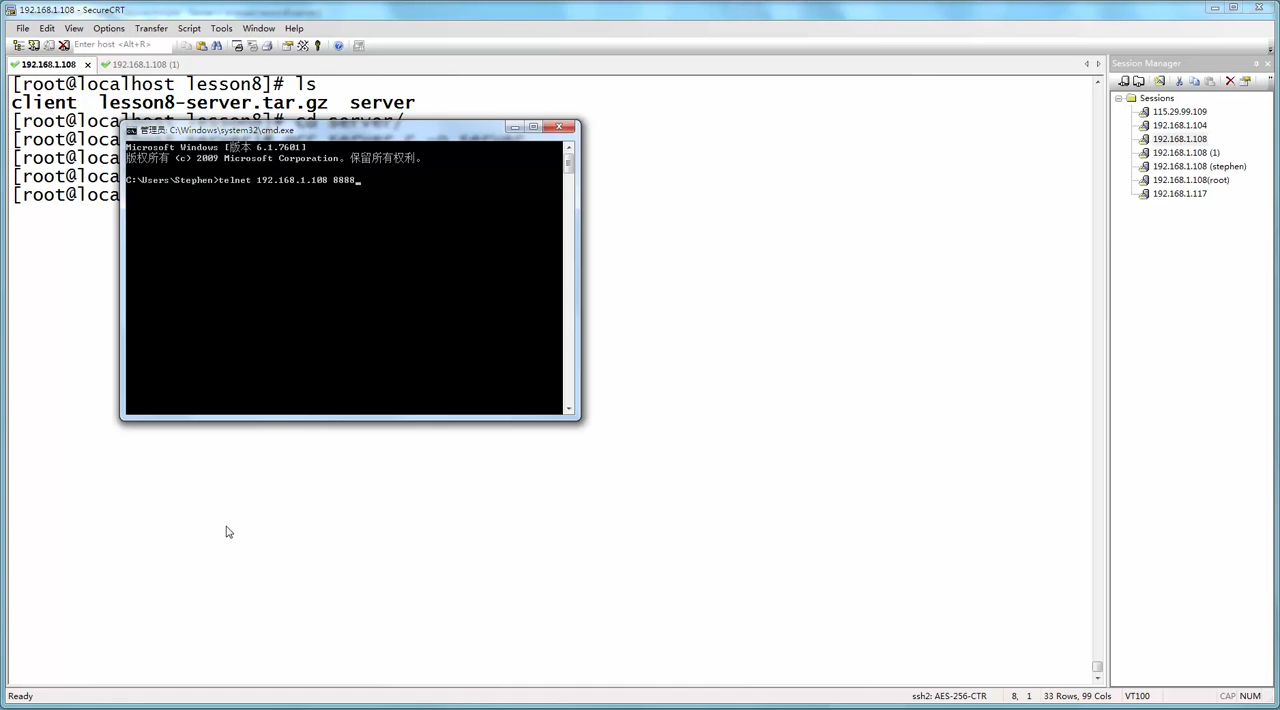 192.168.1.108 - SecureCRT
File Edit View Options Transfer Script Tools Window Help
Enter host <Alt+R>
192.168.1.108
192.168.1.108 (1)
Session Manager
[root@localhost lesson8]# ls
client lesson8-server.tar.gz server
[root@localhost lesson8]# cd server/
[root@loca
[root@loca
[root@loca
[root@loca
管理员: C:\Windows\system32\cmd.exe
Microsoft Windows [版本 6.1.7601]
版权所有 (c) 2009 Microsoft Corporation。保留所有权利。
C:\Users\Stephen>telnet 192.168.1.108 8888_
Sessions
115.29.99.109
192.168.1.104
192.168.1.108
192.168.1.108 (1)
192.168.1.108 (stephen)
192.168.1.108(root)
192.168.1.117
Ready
ssh2: AES-256-CTR 8, 1 33 Rows, 99 Cols VT100 CAP NUM